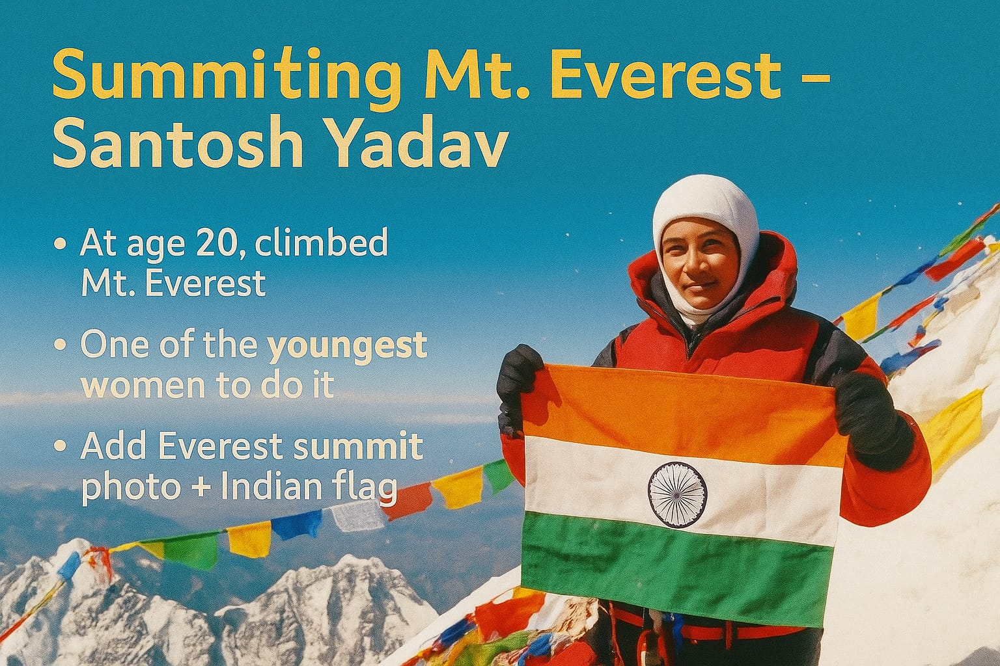 Summiting Mt. Everest –
Santosh Yadav
• At age 20, climbed
Mt. Everest
• One of the youngest
women to do it
• Add Everest summit
photo + Indian flag